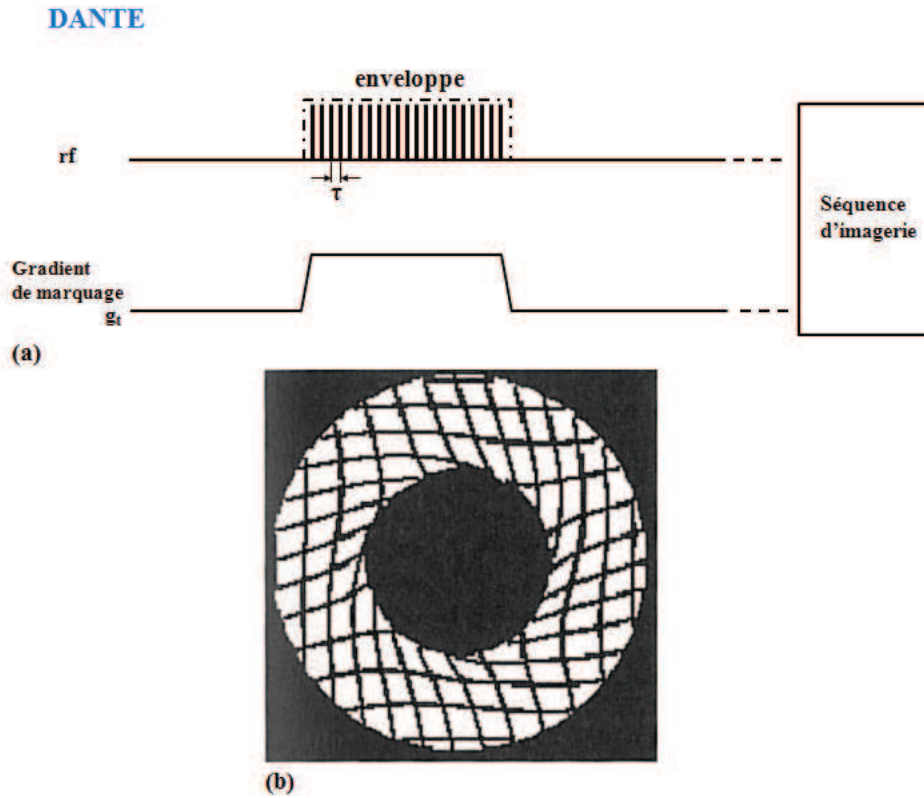 DANTE
enveloppe
rf
τ
Séquence
d'imagerie
Gradient
de marquage
gt
(a)
(b)